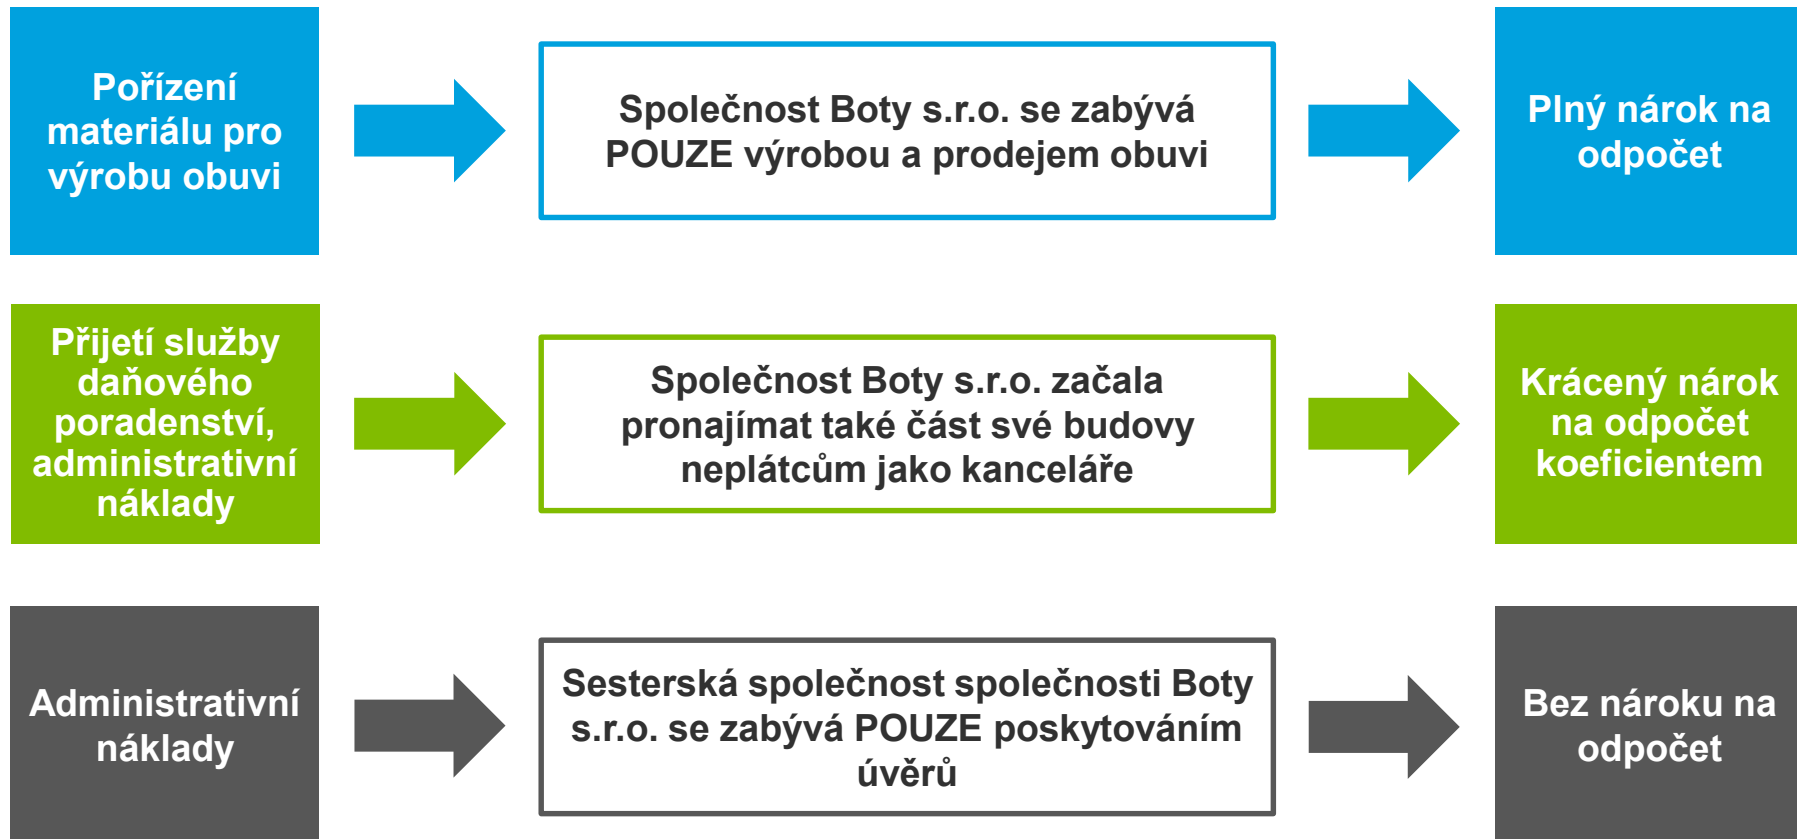 Pořízení
materiálu pro
výrobu obuvi
Společnost Boty s.r.o. se zabývá
POUZE výrobou a prodejem obuvi
Plný nárok na
odpočet
Přijetí služby
daňového
poradenství,
administrativní
náklady
Společnost Boty s.r.o. začala
pronajímat také část své budovy
neplátcům jako kanceláře
Krácený nárok
na odpočet
koeficientem
Administrativní
náklady
Sesterská společnost společnosti Boty
s.r.o. se zabývá POUZE poskytováním
úvěrů
Bez nároku na
odpočet